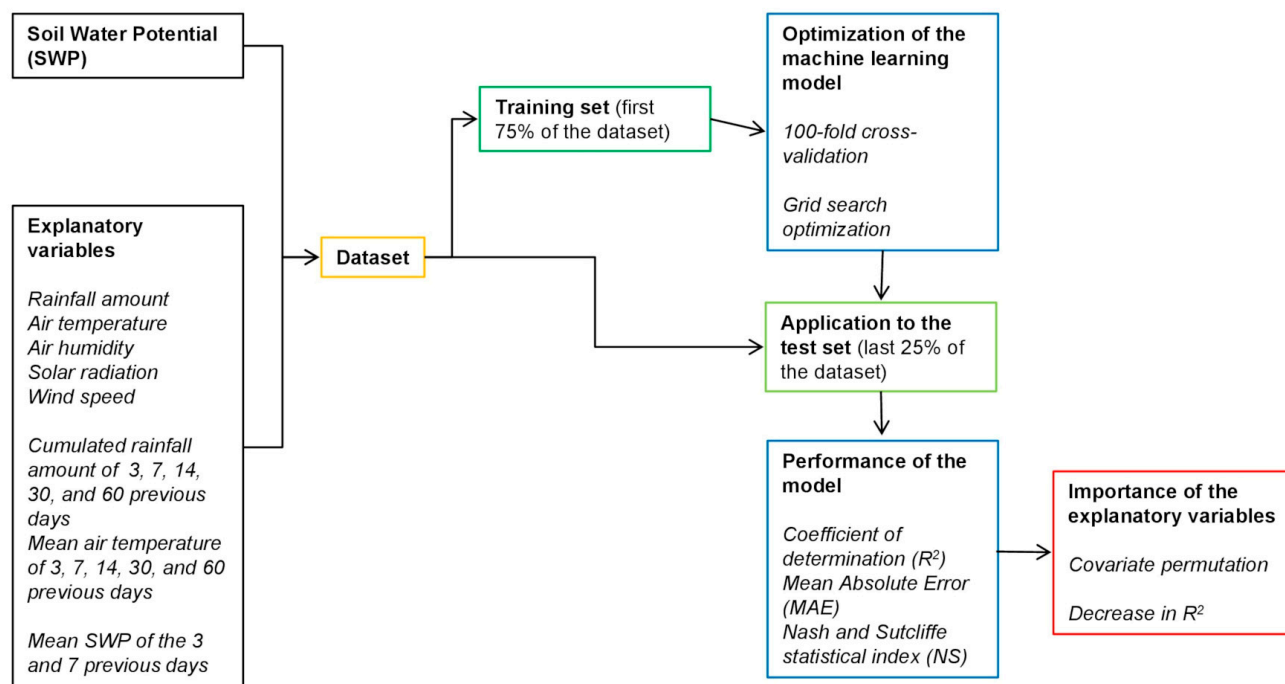 Soil Water Potential
(SWP)
Explanatory
variables
Rainfall amount
Air temperature
Air humidity
Solar radiation
Wind speed
Cumulated rainfall
amount of 3, 7, 14,
30, and 60 previous
days
Mean air temperature
of 3, 7, 14, 30, and 60
previous days
Mean SWP of the 3
and 7 previous days
Dataset
Training set (first
75% of the dataset)
Optimization of the
machine learning
model
100-fold cross-
validation
Grid search
optimization
Application to the
test set (last 25% of
the dataset)
Performance of the
model
Coefficient of
determination (R²)
Mean Absolute Error
(MAE)
Nash and Sutcliffe
statistical index (NS)
Importance of the
explanatory variables
Covariate permutation
Decrease in R²